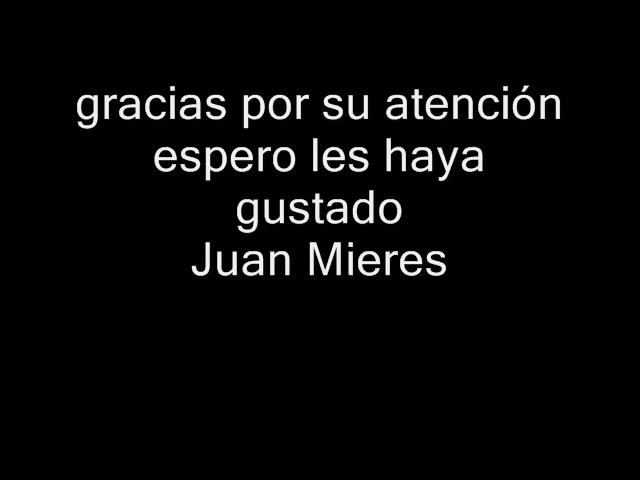 gracias por su atención
espero les haya
gustado
Juan Mieres